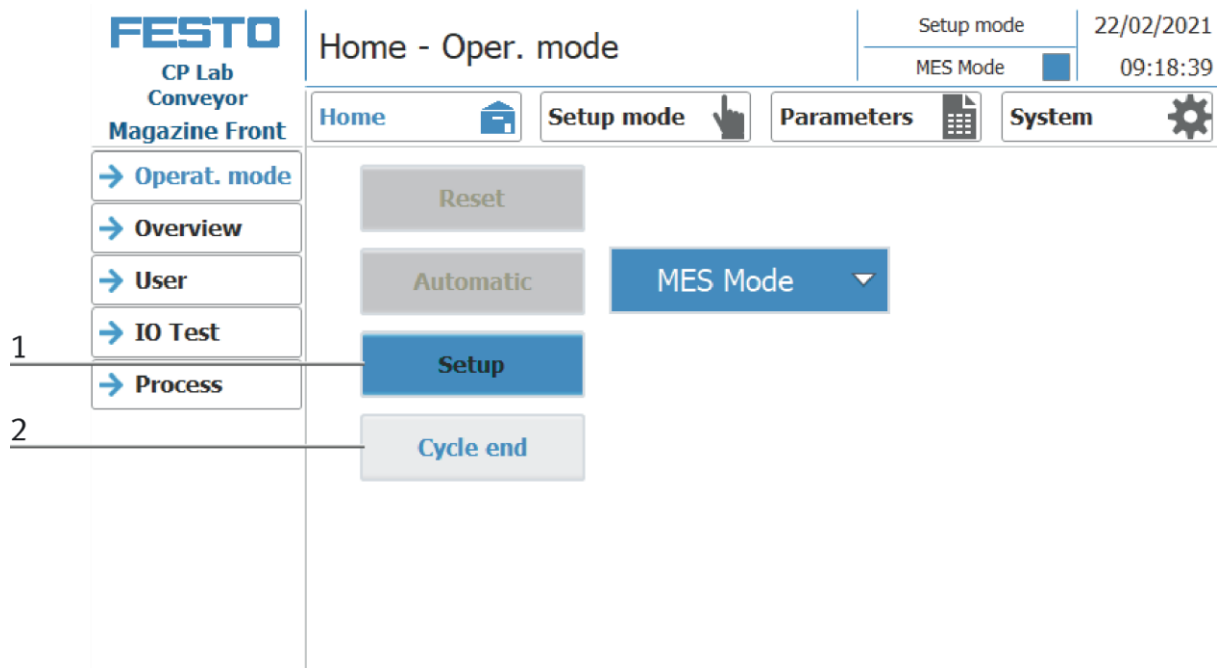 FESTO
CP Lab
Conveyor
Magazine Front
Home - Oper. mode
Setup mode
MES Mode
22/02/2021
09:18:39
Home
Setup mode
Parameters
System
Operat. mode
Overview
User
IO Test
Process
Reset
Automatic
MES Mode
Setup
Cycle end
1
2